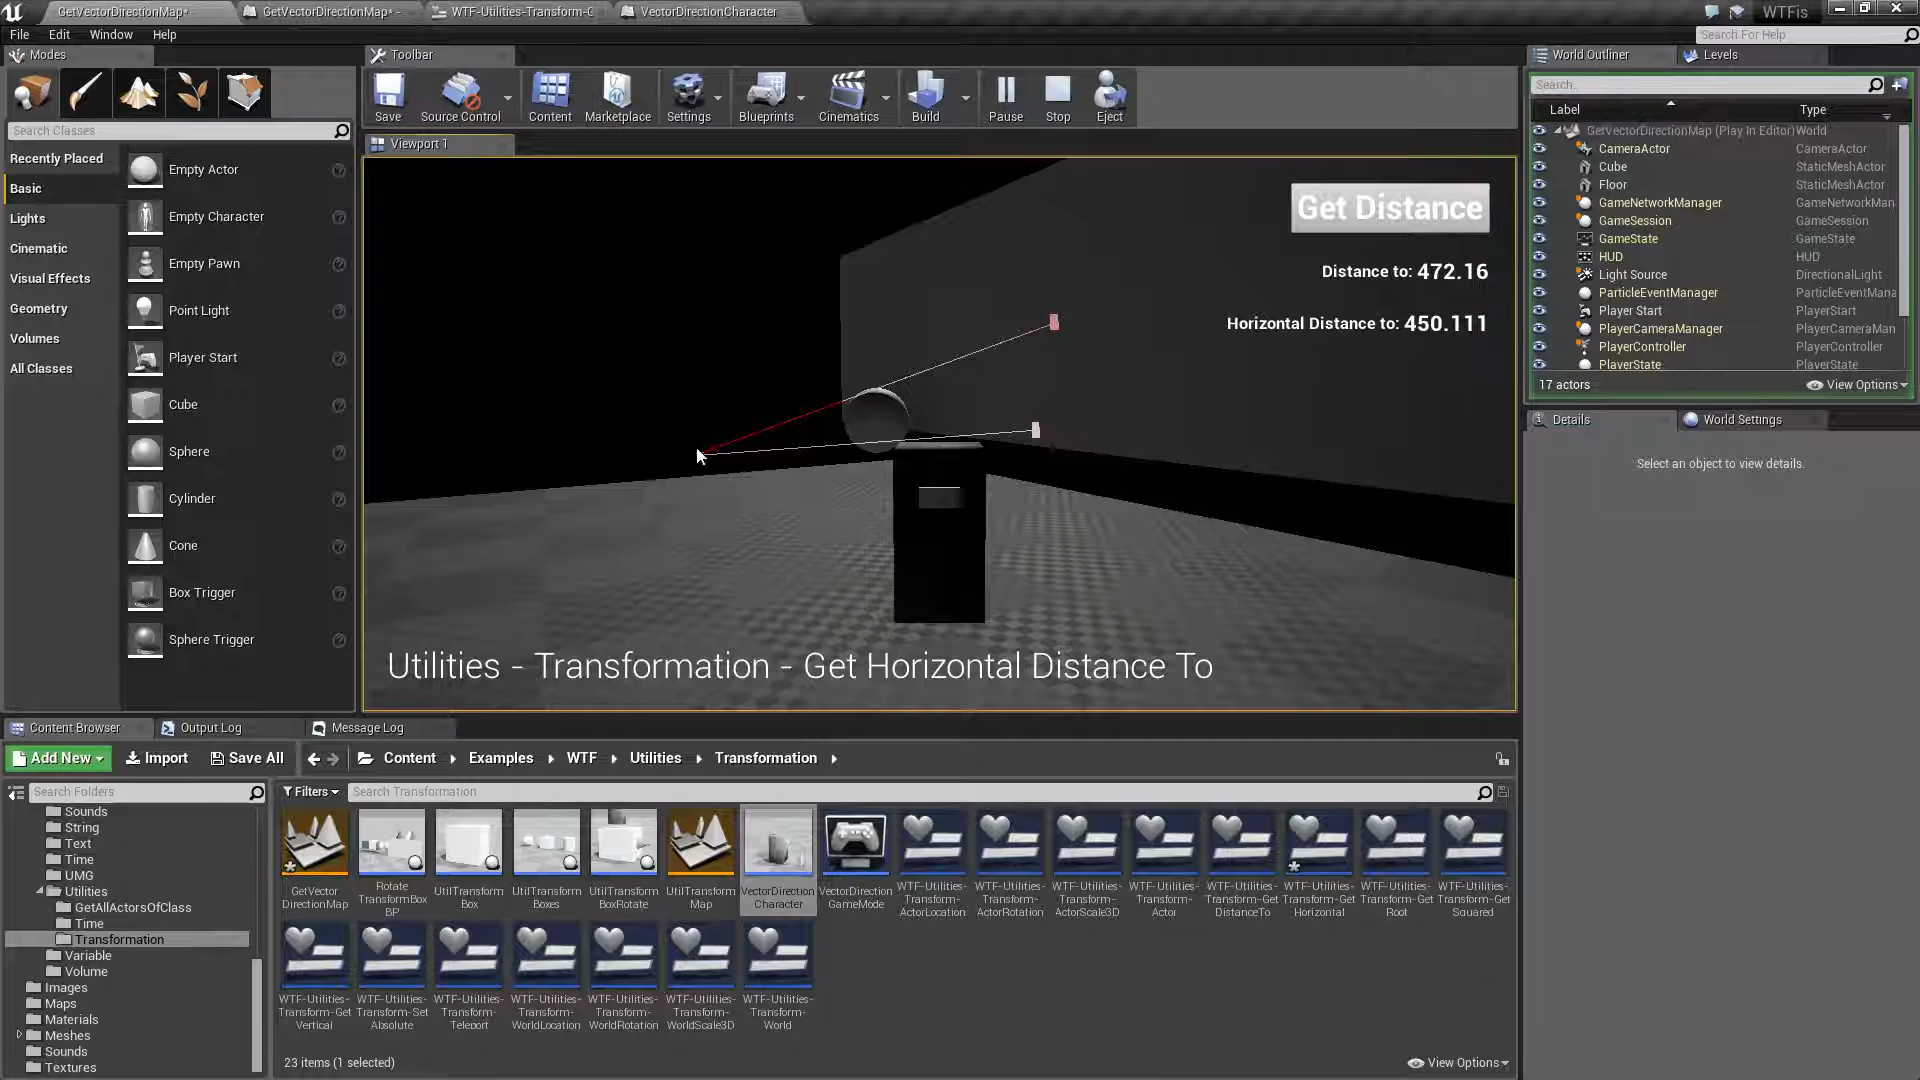 GetVectorDirectionMap*
GetVectorDirectionMap* -
WTF-Utilities-Transform-G
VectorDirectionCharacter
WTFis
File
Edit
Window
Help
Search For Help
Modes
Toolbar
World Outliner
Levels
Save
Source Control
Content
Marketplace
Settings
Blueprints
Cinematics
Build
Pause
Stop
Eject
Search Classes
Recently Placed
Basic
Lights
Cinematic
Visual Effects
Geometry
Volumes
All Classes
Empty Actor
Empty Character
Empty Pawn
Point Light
Player Start
Cube
Sphere
Cylinder
Cone
Box Trigger
Sphere Trigger
Viewport 1
Get Distance
Distance to: 472.16
Horizontal Distance to: 450.111
Utilities - Transformation - Get Horizontal Distance To
Search..
Label
Type
GetVectorDirectionMap (Play In Editor) World
CameraActor CameraActor
Cube StaticMeshActor
Floor StaticMeshActor
GameNetworkManager GameNetworkMan
GameSession GameSession
GameState GameState
HUD HUD
Light Source DirectionalLight
ParticleEventManager ParticleEventMana
Player Start PlayerStart
PlayerCameraManager PlayerCameraMan
PlayerController PlayerController
PlayerState PlayerState
17 actors
View Options
Details
World Settings
Select an object to view details.
Content Browser
Output Log
Message Log
Add New
Import
Save All
Content
Examples
WTF
Utilities
Transformation
Search Folders
Filters
Search Transformation
Sounds
String
Text
Time
UMG
Utilities
GetAllActorsOfClass
Time
Transformation
Variable
Volume
Images
Maps
Materials
Meshes
Sounds
Textures
GetVector
DirectionMap
Rotate
TransformBox
BP
UtilTransform
Box
UtilTransform
Boxes
UtilTransform
BoxRotate
UtilTransform
Map
VectorDirection
Character
VectorDirection
GameMode
WTF-Utilities-
Transform-
ActorLocation
WTF-Utilities-
Transform-
ActorRotation
WTF-Utilities-
Transform-
ActorScale3D
WTF-Utilities-
Transform-
Actor
WTF-Utilities-
Transform-Get
DistanceTo
WTF-Utilities-
Transform-Get
Horizontal
WTF-Utilities-
Transform-Get
Root
WTF-Utilities-
Transform-Get
Squared
WTF-Utilities-
Transform-Get
Vertical
WTF-Utilities-
Transform-Set
Absolute
WTF-Utilities-
Transform-
Teleport
WTF-Utilities-
Transform-
WorldLocation
WTF-Utilities-
Transform-
WorldRotation
WTF-Utilities-
Transform-
WorldScale3D
WTF-Utilities-
Transform-
World
23 items (1 selected)
View Options